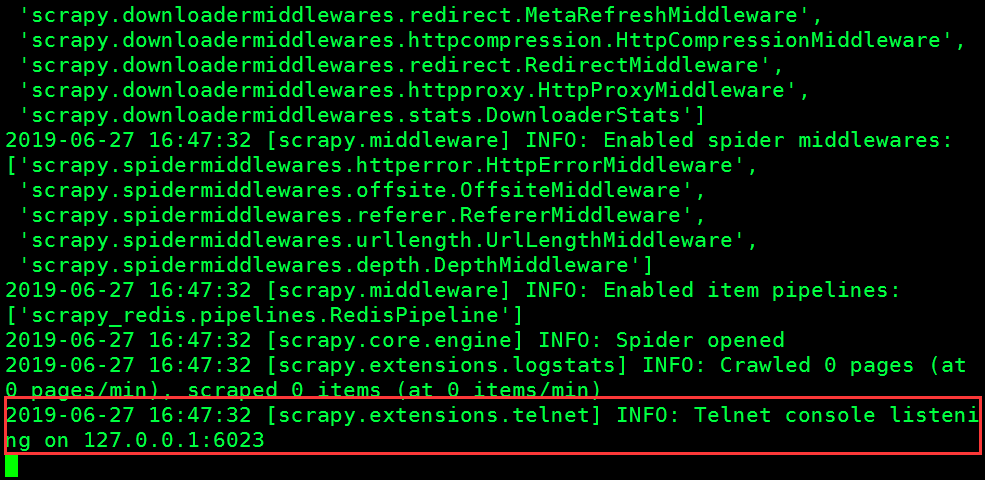 'scrapy.downloadermiddlewares.redirect.MetaRefreshMiddleware',
'scrapy.downloadermiddlewares.httpcompression.HttpCompressionMiddleware',
'scrapy.downloadermiddlewares.redirect.RedirectMiddleware',
'scrapy.downloadermiddlewares.httpproxy.HttpProxyMiddleware',
'scrapy.downloadermiddlewares.stats.DownloaderStats']
2019-06-27 16:47:32 [scrapy.middleware] INFO: Enabled spider middlewares:
['scrapy.spidermiddlewares.httperror.HttpErrorMiddleware',
'scrapy.spidermiddlewares.offsite.OffsiteMiddleware',
'scrapy.spidermiddlewares.referer.RefererMiddleware',
'scrapy.spidermiddlewares.urllength.UrlLengthMiddleware',
'scrapy.spidermiddlewares.depth.DepthMiddleware']
2019-06-27 16:47:32 [scrapy.middleware] INFO: Enabled item pipelines:
['scrapy_redis.pipelines.RedisPipeline']
2019-06-27 16:47:32 [scrapy.core.engine] INFO: Spider opened
2019-06-27 16:47:32 [scrapy.extensions.logstats] INFO: Crawled 0 pages (at
0 pages/min), scraped 0 items (at 0 items/min)
2019-06-27 16:47:32 [scrapy.extensions.telnet] INFO: Telnet console listeni
ng on 127.0.0.1:6023